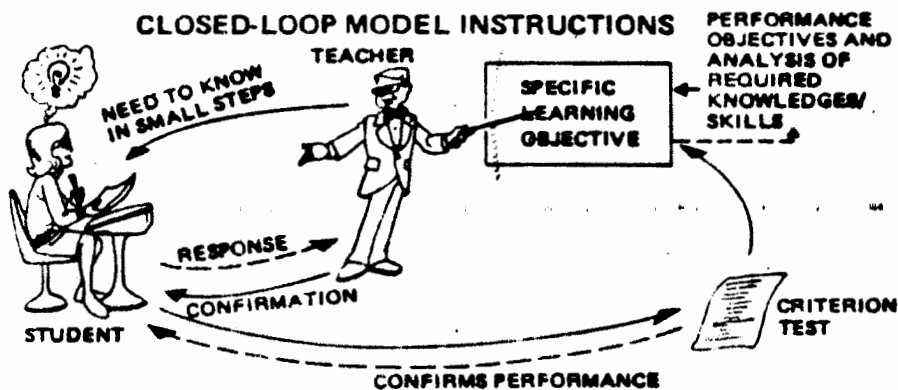 CLOSED-LOOP MODEL INSTRUCTIONS
PERFORMANCE
OBJECTIVES AND
ANALYSIS OF
REQUIRED
KNOWLEDGES/
SKILLS
TEACHER
NEED TO KNOW
IN SMALL STEPS
SPECIFIC
LEARNING
OBJECTIVE
RESPONSE
CONFIRMATION
STUDENT
CRITERION
TEST
CONFIRMS PERFORMANCE